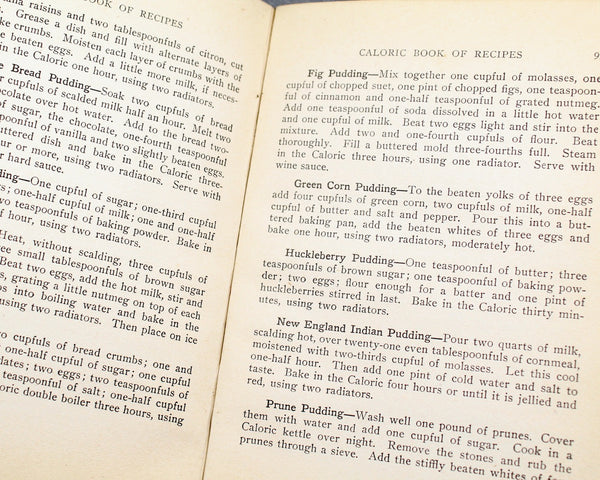 BOOK OF RECIPES
raisins and two tablespoonfuls of citron, cut
Grease a dish and fill with alternate layers of
crumbs. Moisten each layer of crumbs with the
beaten eggs. Add a little more milk, if neces-
in the Caloric one hour, using two radiators.
Bread Pudding—Soak two cupfuls of bread
cupfuls of scalded milk half an hour. Melt two
chocolate over hot water. Add to the bread two-
of sugar, the chocolate, one-fourth teaspoonful
spoonful of vanilla and two slightly beaten eggs.
buttered dish and bake in the Caloric three-
our or more, using two radiators. Serve with
or hard sauce.
ding—One cupful of sugar; one-third cupful
s; one-half cupful of milk; one and one-half
two teaspoonfuls of baking powder. Bake in
f hour, using two radiators.
Heat, without scalding, three cupfuls of
ree small tablespoonfuls of brown sugar
Beat two eggs, add the hot milk, stir and
s, grating a little nutmeg on top of each
ps into boiling water and bake in the
using two radiators. Then place on ice
wo cupfuls of bread crumbs; one and
one-half cupful of sugar; one cupful
dates; two eggs; two teaspoonfuls of
teaspoonful of salt; one-half cupful
oric double boiler three hours, using
CALORIC BOOK OF RECIPES 9
Fig Pudding—Mix together one cupful of molasses, one
cupful of chopped suet, one pint of chopped figs, one teaspoon-
ful of cinnamon and one-half teaspoonful of grated nutmeg.
Add one teaspoonful of soda dissolved in a little hot water
and one cupful of milk. Beat two eggs light and stir into the
mixture. Add two and one-fourth cupfuls of flour. Beat
thoroughly. Fill a buttered mold three-fourths full. Steam
in the Caloric three hours, using one radiator. Serve with
wine sauce.
Green Corn Pudding—To the beaten yolks of three eggs
add four cupfuls of green corn, two cupfuls of milk, one-half
cupful of butter and salt and pepper. Pour this into a but-
tered baking pan, add the beaten whites of three eggs and
bake one hour, using two radiators, moderately hot.
Huckleberry Pudding—One teaspoonful of butter; three
teaspoonfuls of brown sugar; one teaspoonful of baking pow-
der; two eggs; flour enough for a batter and one pint of
huckleberries stirred in last. Bake in the Caloric thirty min-
utes, using two radiators.
New England Indian Pudding—Pour two quarts of milk,
scalding hot, over twenty-one even tablespoonfuls of cornmeal,
moistened with two-thirds cupful of molasses. Let this cool
one-half hour. Then add one pint of cold water and salt to
taste. Bake in the Caloric four hours or until it is jellied and
red, using two radiators.
Prune Pudding—Wash well one pound of prunes. Cover
them with water and add one cupful of sugar. Cook in a
Caloric kettle over night. Remove the stones and rub the
prunes through a sieve. Add the stiffly beaten whites of